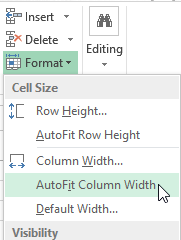 Insert
Delete
Format
Editing
Cell Size
Row Height...
AutoFit Row Height
Column Width...
AutoFit Column Width
Default Width...
Visibility